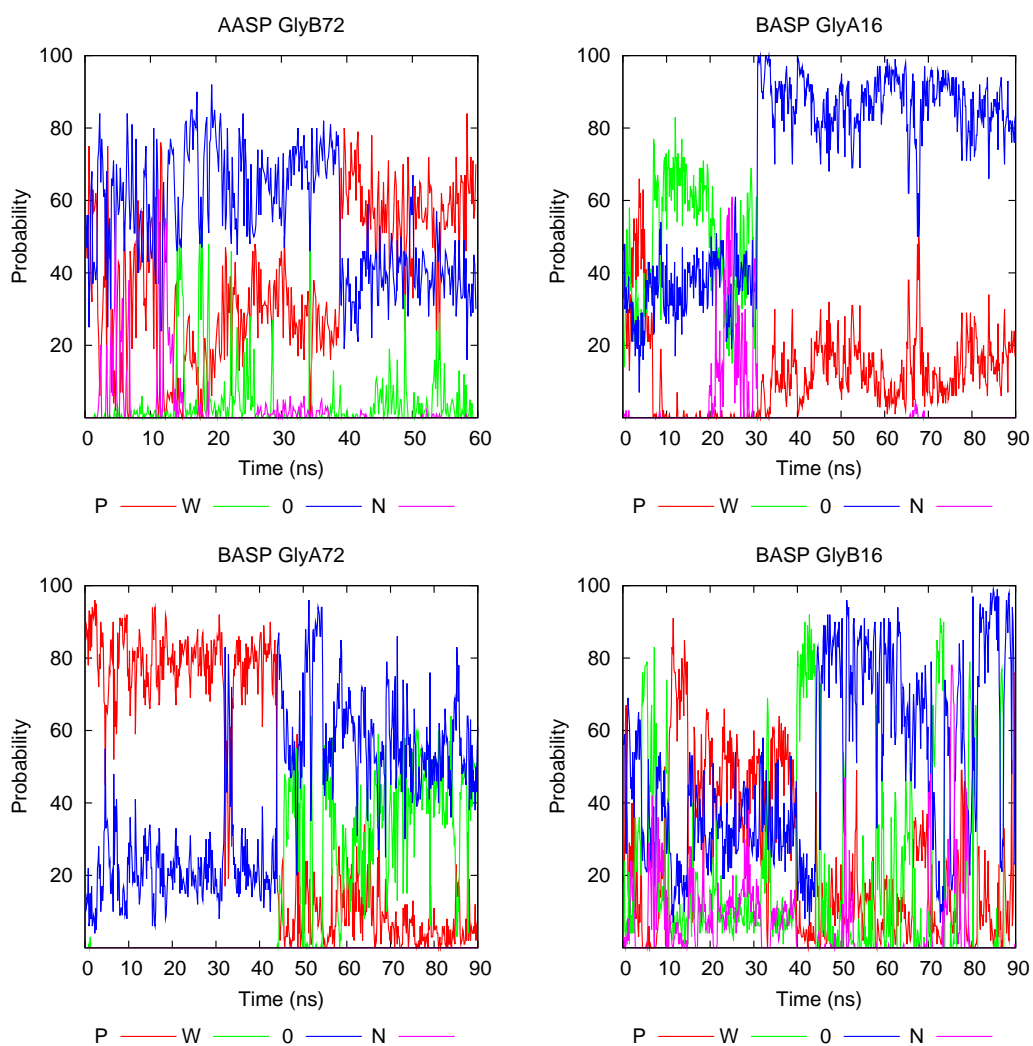 AASP GlyB72
BASP GlyA16
100
80
60
40
20
0 10 20 30 40 50 60
Probability
Time (ns)
P W 0 N
100
80
60
40
20
0 10 20 30 40 50 60 70 80 90
Probability
Time (ns)
P W 0 N
BASP GlyA72
BASP GlyB16
100
80
60
40
20
0 10 20 30 40 50 60 70 80 90
Probability
Time (ns)
P W 0 N
100
80
60
40
20
0 10 20 30 40 50 60 70 80 90
Probability
Time (ns)
P W 0 N